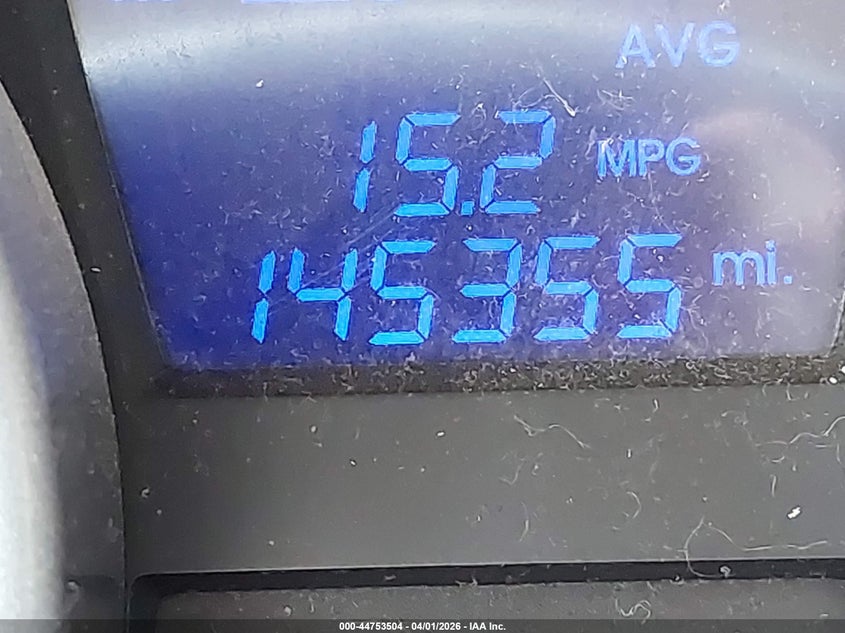 AVG
15.2 MPG
145355 mi.
000-44753504 - 04/01/2026 - IAA Inc.